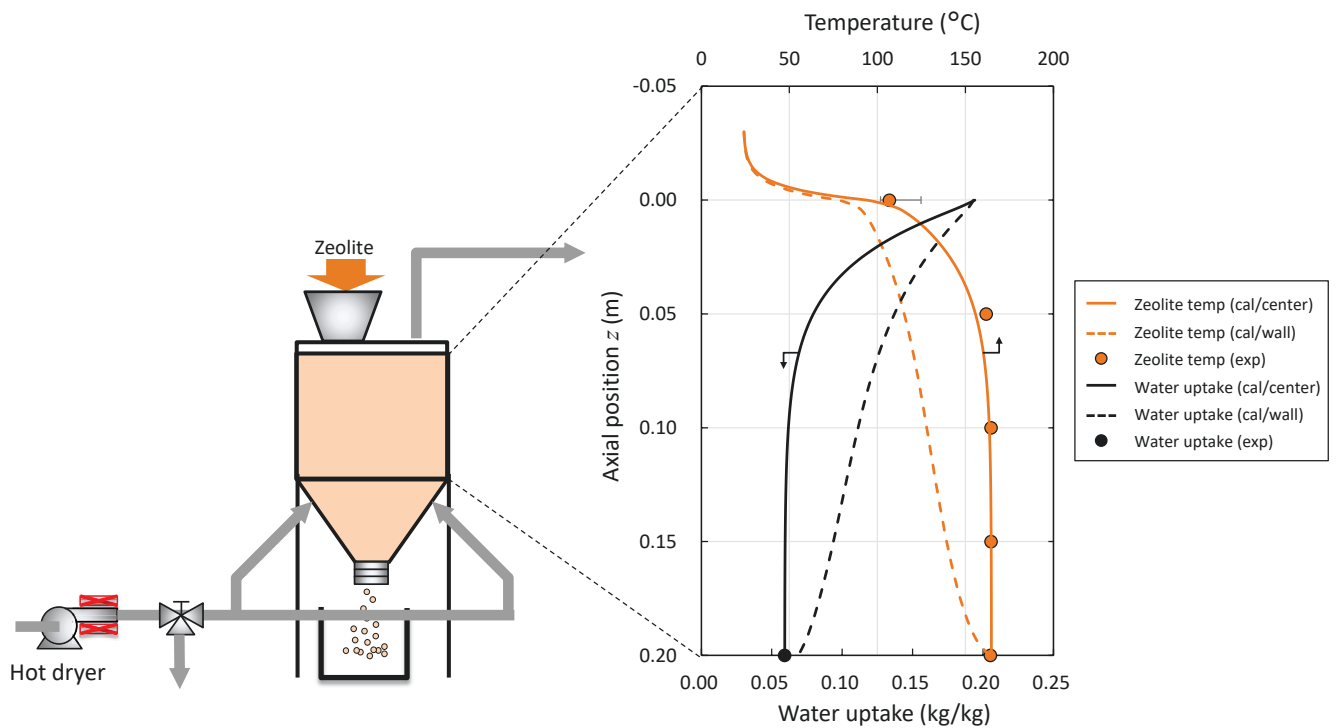 Temperature (°C)
0 50 100 150 200
-0.05
0.00
0.05
0.10
0.15
0.20
Axial position z (m)
0.00 0.05 0.10 0.15 0.20 0.25
Water uptake (kg/kg)
Zeolite
Hot dryer
Zeolite temp (cal/center)
Zeolite temp (cal/wall)
Zeolite temp (exp)
Water uptake (cal/center)
Water uptake (cal/wall)
Water uptake (exp)